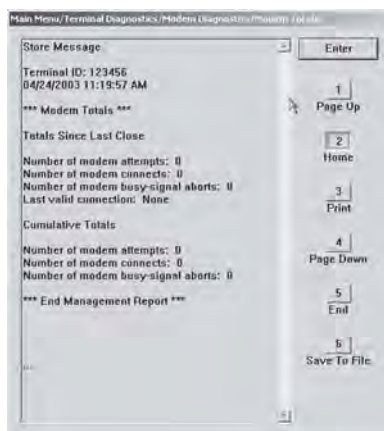 Main Menu/Terminal Diagnostics/Modem Diagnostics/Modem Totals
Store Message
Terminal ID: 123456
04/24/2003 11:19:57 AM
*** Modem Totals ***
Totals Since Last Close
Number of modem attempts: 0
Number of modem connects: 0
Number of modem busy-signal aborts: 0
Last valid connection: None
Cumulative Totals
Number of modem attempts: 0
Number of modem connects: 0
Number of modem busy-signal aborts: 0
*** End Management Report ***
...
Enter
1
Page Up
2
Home
3
Print
4
Page Down
5
End
6
Save To File